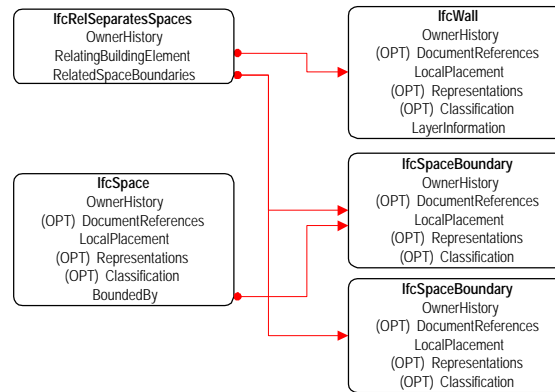 IfcRelSeparatesSpaces
OwnerHistory
RelatingBuildingElement
RelatedSpaceBoundaries
IfcSpace
OwnerHistory
(OPT) DocumentReferences
LocalPlacement
(OPT) Representations
(OPT) Classification
BoundedBy
IfcWall
OwnerHistory
(OPT) DocumentReferences
LocalPlacement
(OPT) Representations
(OPT) Classification
LayerInformation
IfcSpaceBoundary
OwnerHistory
(OPT) DocumentReferences
LocalPlacement
(OPT) Representations
(OPT) Classification
IfcSpaceBoundary
OwnerHistory
(OPT) DocumentReferences
LocalPlacement
(OPT) Representations
(OPT) Classification